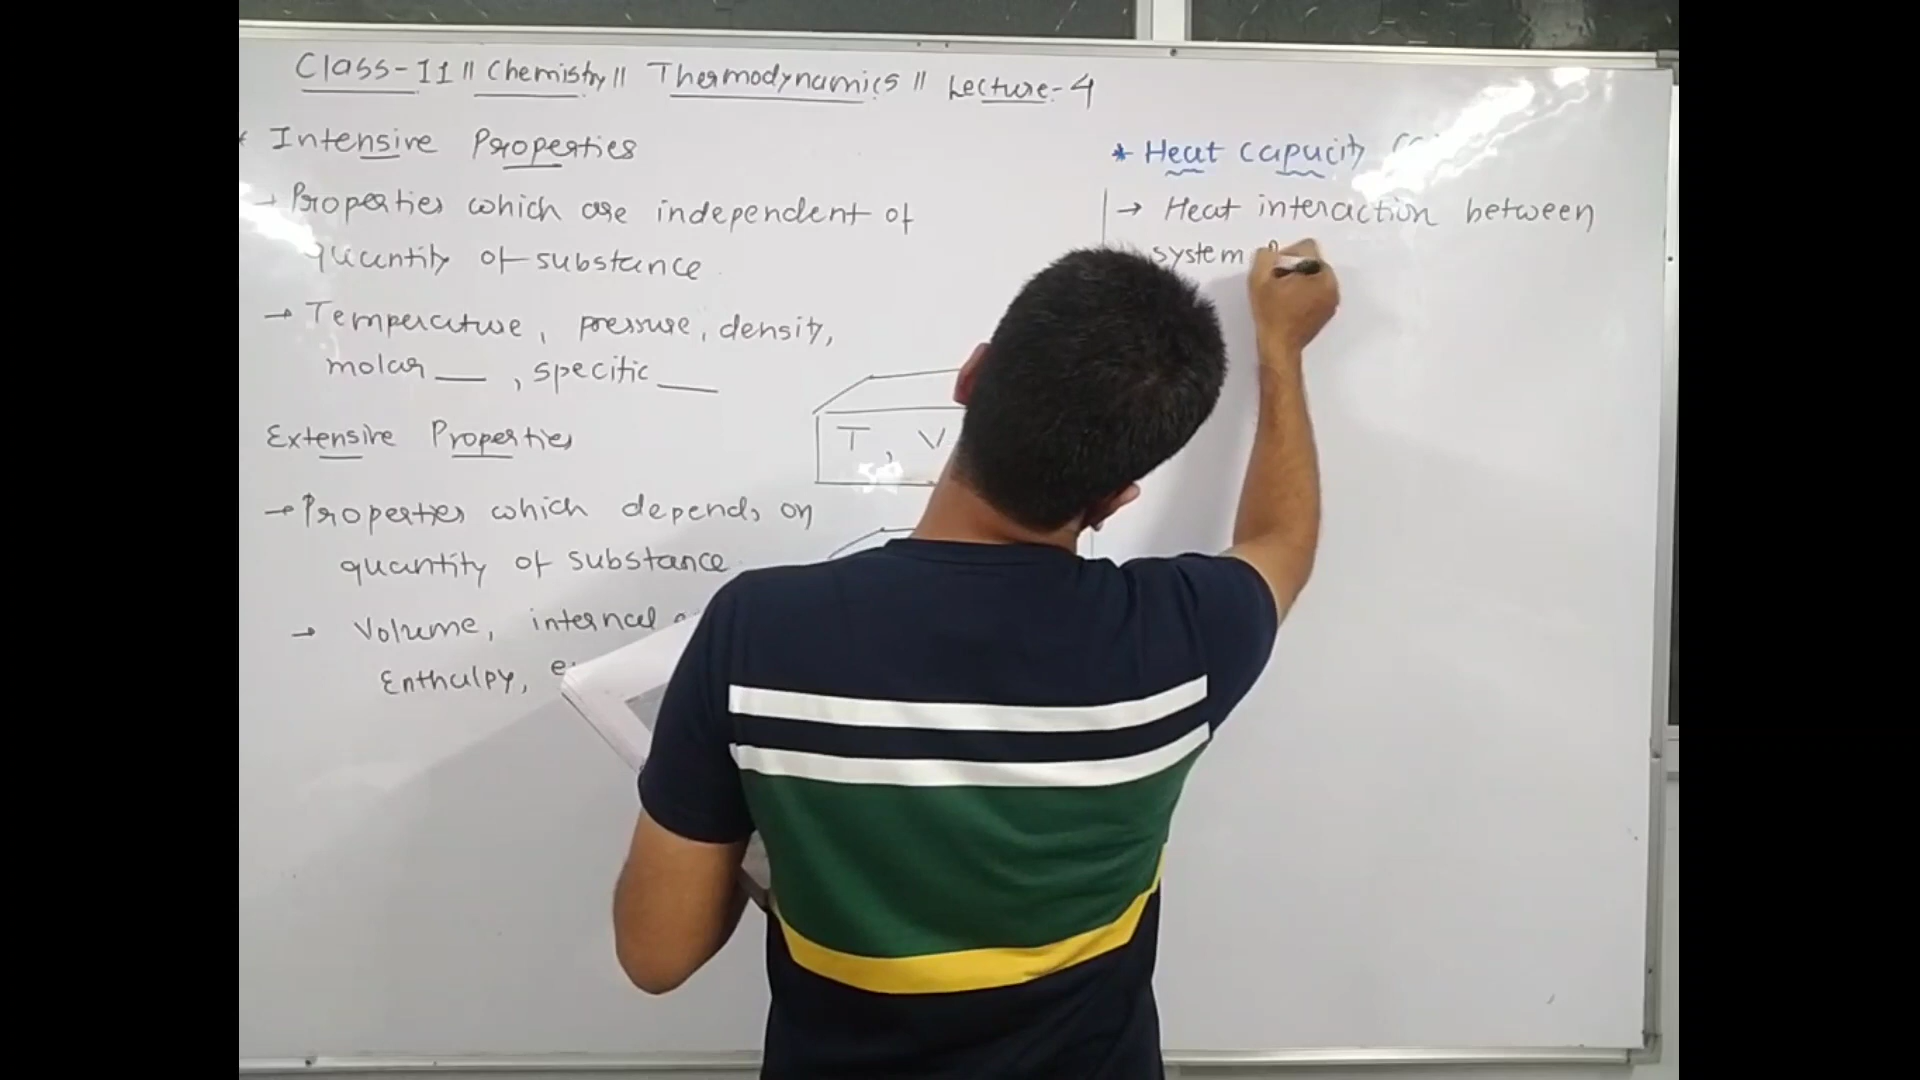 Class-11 || Chemistry || Thermodynamics || Lecture-4
Intensive Properties
→ Properties which are independent of
quantity of substance
→ Temperature, pressure, density,
molar __ , specific __
Extensive Properties
→ Properties which depends on
quantity of substance
→ Volume, internal
Enthalpy,
T, V
* Heat capacity
→ Heat interaction between
system